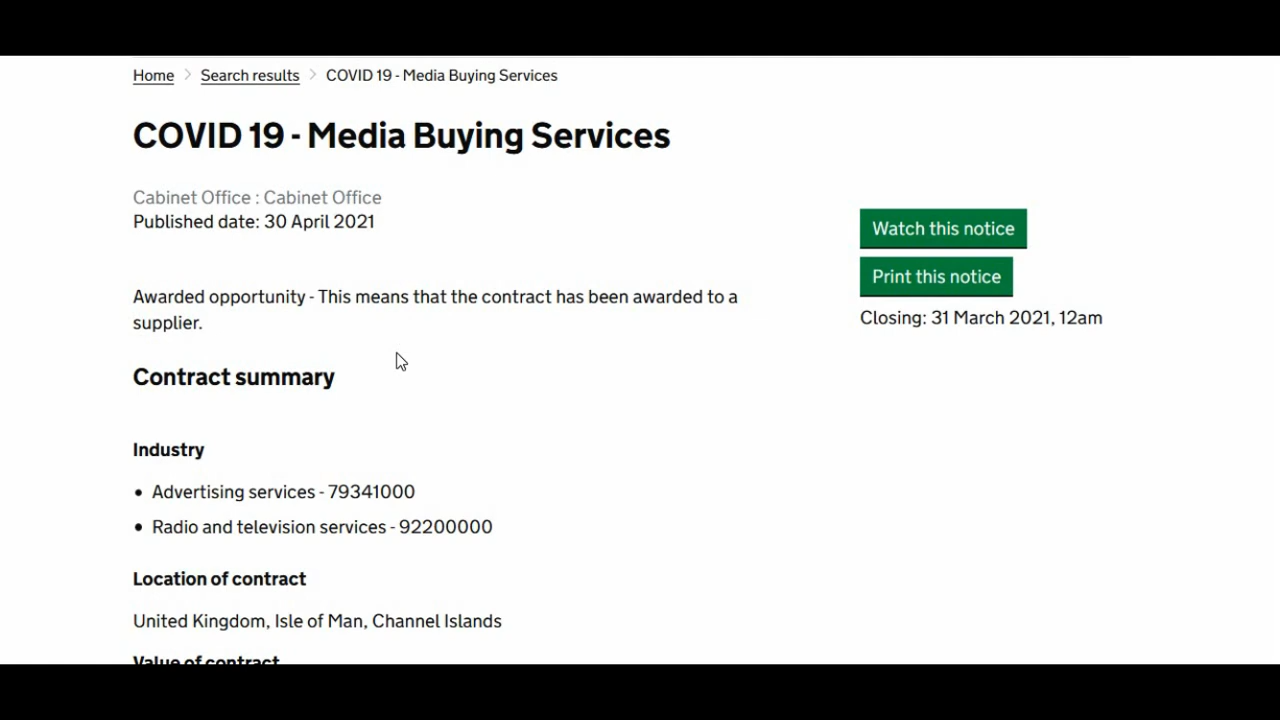 Home > Search results > COVID 19 - Media Buying Services
COVID 19 - Media Buying Services
Cabinet Office : Cabinet Office
Published date: 30 April 2021
Watch this notice
Print this notice
Closing: 31 March 2021, 12am
Awarded opportunity - This means that the contract has been awarded to a
supplier.
Contract summary
Industry
• Advertising services - 79341000
• Radio and television services - 92200000
Location of contract
United Kingdom, Isle of Man, Channel Islands
Value of contract